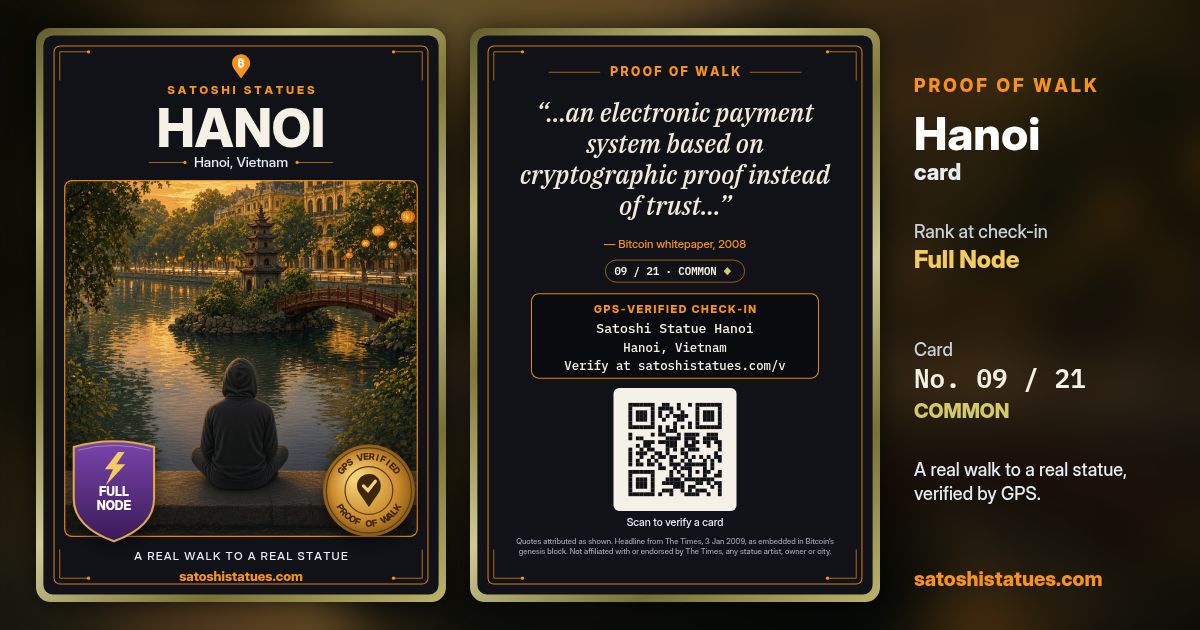 SATOSHI STATUES
HANOI
Hanoi, Vietnam
FULL
NODE
GPS VERIFIED
PROOF OF WALK
A REAL WALK TO A REAL STATUE
satoshistatues.com
PROOF OF WALK
“…an electronic payment
system based on
cryptographic proof instead
of trust…”
— Bitcoin whitepaper, 2008
09 / 21 · COMMON
GPS-VERIFIED CHECK-IN
Satoshi Statue Hanoi
Hanoi, Vietnam
Verify at satoshistatues.com/v
Scan to verify a card
Quotes attributed as shown. Headline from The Times, 3 Jan 2009, as embedded in Bitcoin's
genesis block. Not affiliated with or endorsed by The Times, any statue artist, owner or city.
PROOF OF WALK
Hanoi
card
Rank at check-in
Full Node
Card
No. 09 / 21
COMMON
A real walk to a real statue,
verified by GPS.
satoshistatues.com